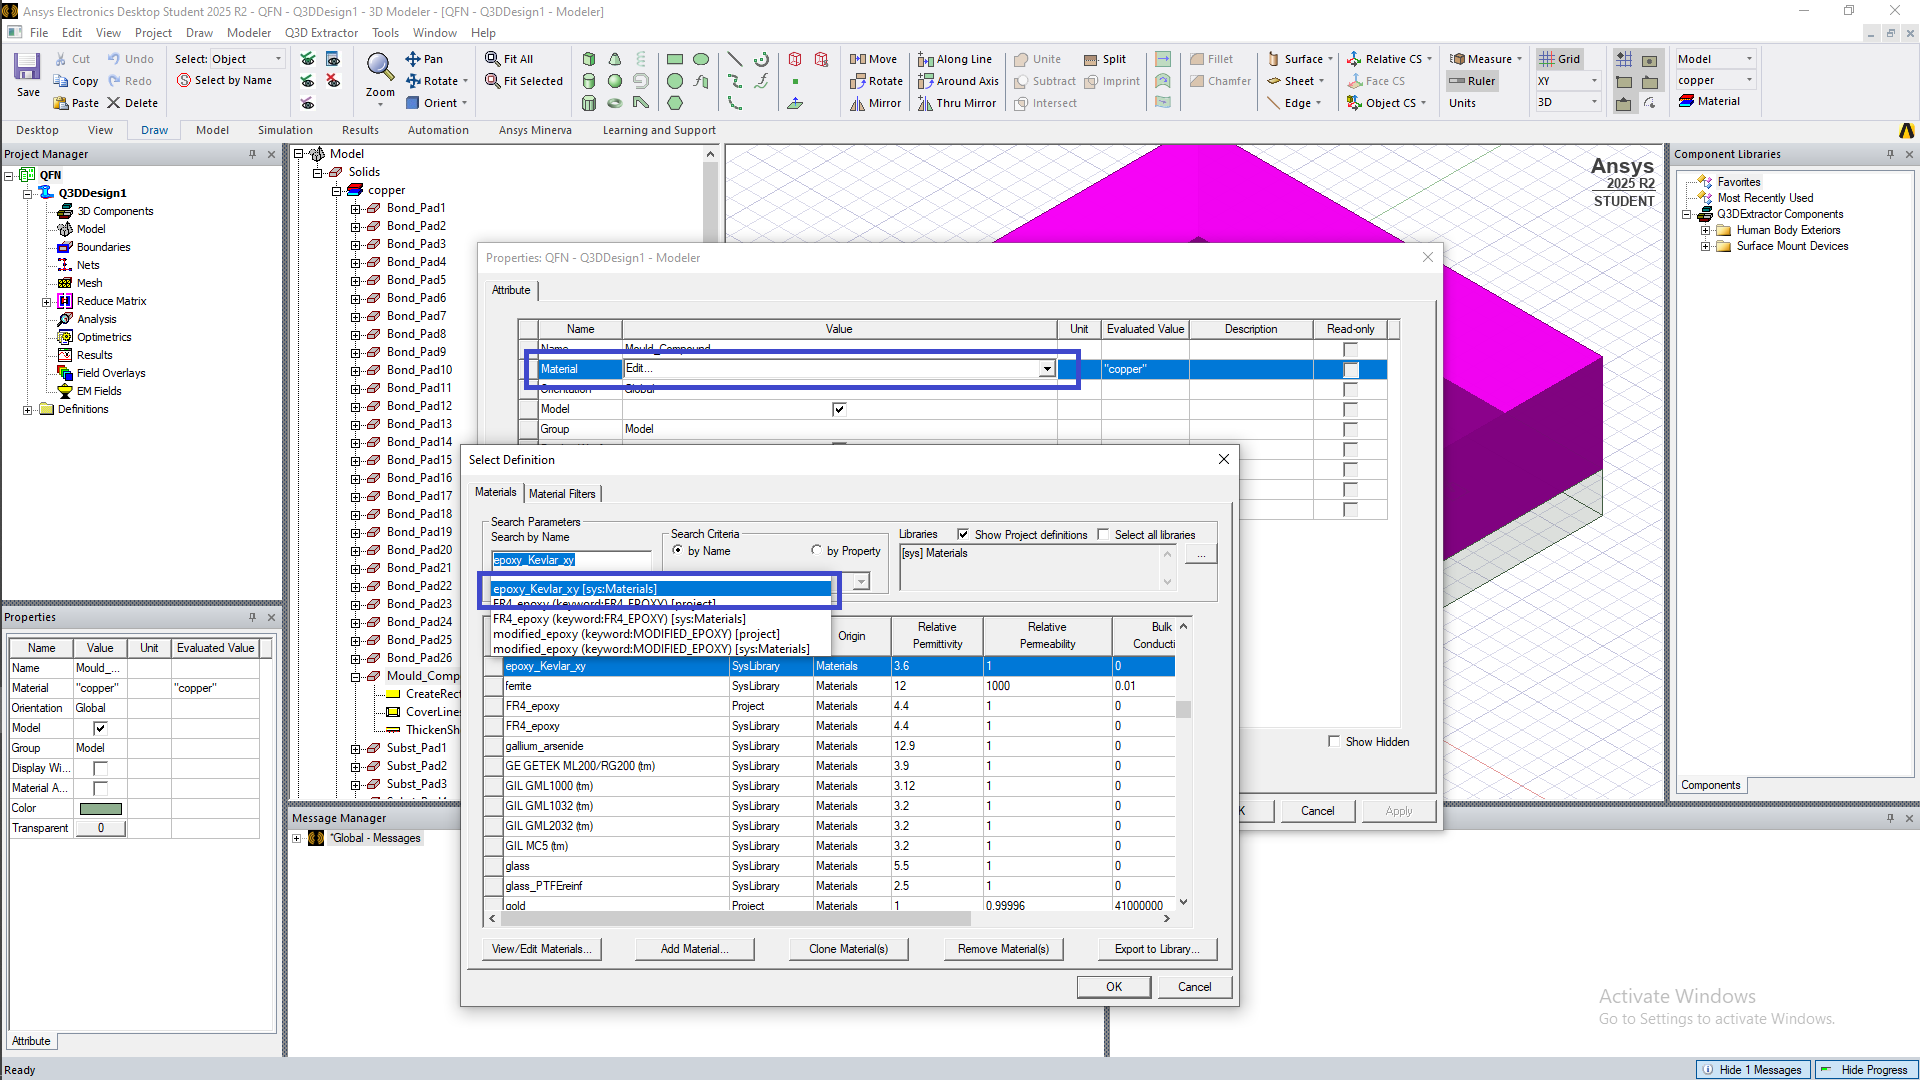 Ansys Electronics Desktop Student 2025 R2 - QFN - Q3DDesign1 - 3D Modeler - [QFN - Q3DDesign1 - Modeler]
File Edit View Project Draw Modeler Q3D Extractor Tools Window Help
Save
Cut
Copy
Paste
Undo
Redo
Delete
Select: Object
Select by Name
Zoom
Pan
Rotate
Orient
Fit All
Fit Selected
Move
Rotate
Mirror
Along Line
Around Axis
Thru Mirror
Unite
Subtract
Intersect
Split
Imprint
Fillet
Chamfer
Surface
Sheet
Edge
Relative CS
Face CS
Object CS
Measure
Ruler
Units
Grid
XY
3D
Model
copper
Material
Desktop View Draw Model Simulation Results Automation Ansys Minerva Learning and Support
Project Manager
QFN
Q3DDesign1
3D Components
Model
Boundaries
Nets
Mesh
Reduce Matrix
Analysis
Optimetrics
Results
Field Overlays
EM Fields
Definitions
Properties
Name Value Unit Evaluated Value
Name Mould_...
Material "copper" "copper"
Orientation Global
Model
Group Model
Display Wi...
Material A...
Color
Transparent 0
Attribute
Model
Solids
copper
Bond_Pad1
Bond_Pad2
Bond_Pad3
Bond_Pad4
Bond_Pad5
Bond_Pad6
Bond_Pad7
Bond_Pad8
Bond_Pad9
Bond_Pad10
Bond_Pad11
Bond_Pad12
Bond_Pad13
Bond_Pad14
Bond_Pad15
Bond_Pad16
Bond_Pad17
Bond_Pad18
Bond_Pad19
Bond_Pad20
Bond_Pad21
Bond_Pad22
Bond_Pad23
Bond_Pad24
Bond_Pad25
Bond_Pad26
Mould_Comp
CreateRec
CoverLine
ThickenSh
Subst_Pad1
Subst_Pad2
Subst_Pad3
Message Manager
*Global - Messages
Ansys
2025 R2
STUDENT
Component Libraries
Favorites
Most Recently Used
Q3DExtractor Components
Human Body Exteriors
Surface Mount Devices
Components
Properties: QFN - Q3DDesign1 - Modeler
Attribute
Name Value Unit Evaluated Value Description Read-only
Name Mould_Compound
Material Edit... "copper"
Orientation Global
Model
Group Model
Show Hidden
Cancel
Apply
Select Definition
Materials Material Filters
Search Parameters
Search by Name
epoxy_Kevlar_xy
Search Criteria
by Name by Property
Libraries Show Project definitions Select all libraries
[sys] Materials
...
epoxy_Kevlar_xy [sys:Materials]
FR4_epoxy (keyword:FR4_EPOXY) [project]
FR4_epoxy (keyword:FR4_EPOXY) [sys:Materials]
modified_epoxy (keyword:MODIFIED_EPOXY) [project]
modified_epoxy (keyword:MODIFIED_EPOXY) [sys:Materials]
Origin Relative Permittivity Relative Permeability Bulk Conducti
epoxy_Kevlar_xy SysLibrary Materials 3.6 1 0
ferrite SysLibrary Materials 12 1000 0.01
FR4_epoxy Project Materials 4.4 1 0
FR4_epoxy SysLibrary Materials 4.4 1 0
gallium_arsenide SysLibrary Materials 12.9 1 0
GE GETEK ML200/RG200 (tm) SysLibrary Materials 3.9 1 0
GIL GML1000 (tm) SysLibrary Materials 3.12 1 0
GIL GML1032 (tm) SysLibrary Materials 3.2 1 0
GIL GML2032 (tm) SysLibrary Materials 3.2 1 0
GIL MC5 (tm) SysLibrary Materials 3.2 1 0
glass SysLibrary Materials 5.5 1 0
glass_PTFEreinf SysLibrary Materials 2.5 1 0
gold Project Materials 1 0.99996 41000000
View/Edit Materials... Add Material... Clone Material(s) Remove Material(s) Export to Library...
OK Cancel
Activate Windows
Go to Settings to activate Windows.
Ready
Hide 1 Messages
Hide Progress